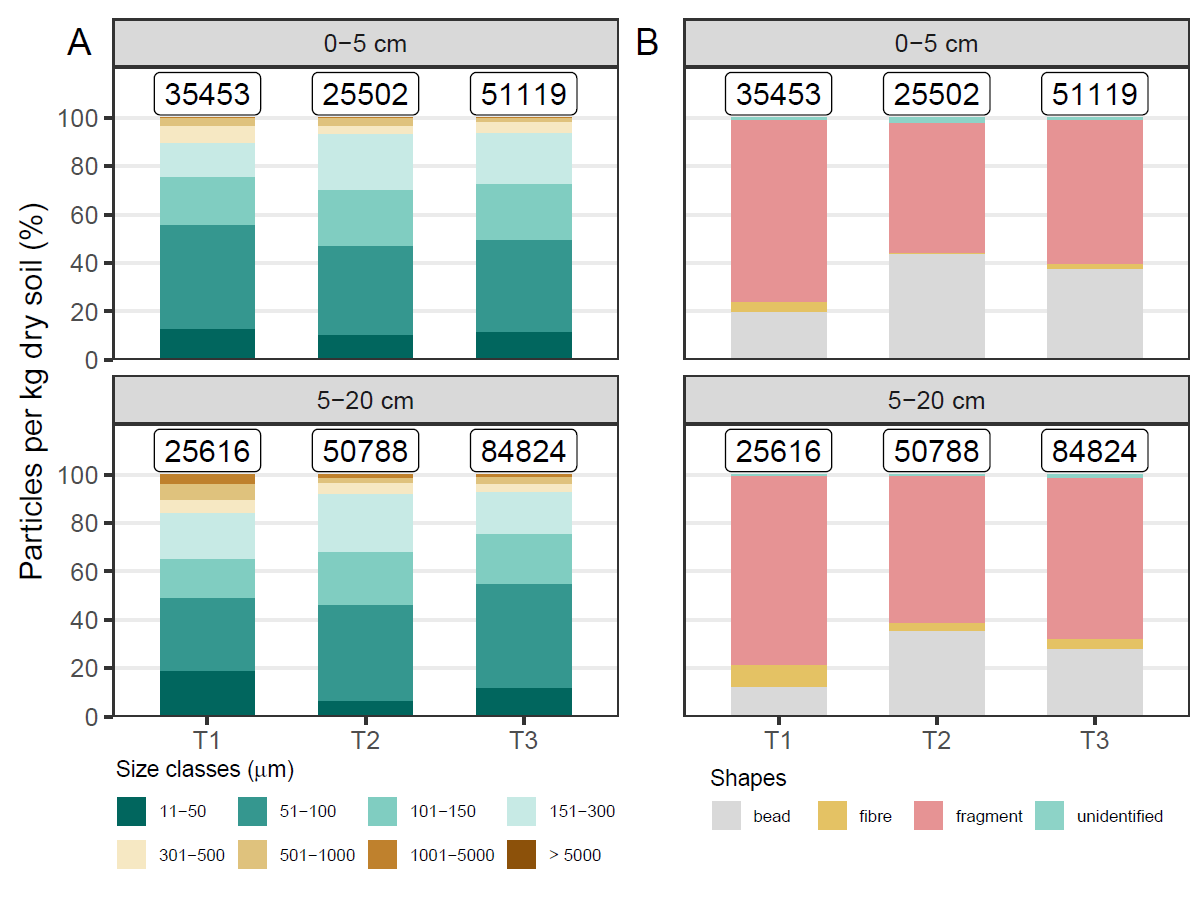 A
0−5 cm
35453 25502 51119
100
80
60
40
20
0
5−20 cm
25616 50788 84824
100
80
60
40
20
0
T1 T2 T3
Particles per kg dry soil (%)
Size classes (μm)
11−50 51−100 101−150 151−300
301−500 501−1000 1001−5000 > 5000
B
0−5 cm
35453 25502 51119
5−20 cm
25616 50788 84824
T1 T2 T3
Shapes
bead fibre fragment unidentified